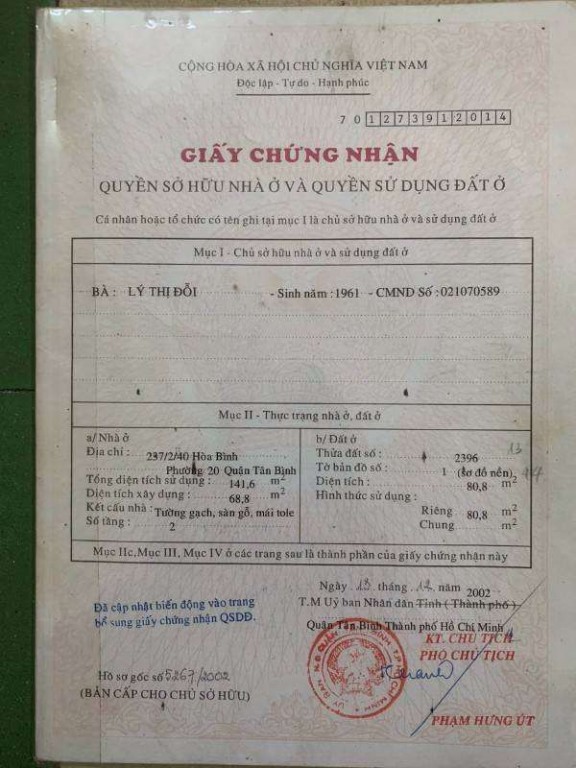 CỘNG HÒA XÃ HỘI CHỦ NGHĨA VIỆT NAM
Độc lập - Tự do - Hạnh phúc
7 0 1 2 7 3 9 1 2 0 1 4
GIẤY CHỨNG NHẬN
QUYỀN SỞ HỮU NHÀ Ở VÀ QUYỀN SỬ DỤNG ĐẤT Ở
Cá nhân hoặc tổ chức có tên ghi tại mục I là chủ sở hữu nhà ở và sử dụng đất ở
Mục I - Chủ sở hữu nhà ở và sử dụng đất ở
BÀ : LÝ THỊ ĐỖI - Sinh năm :1961 - CMND Số :021070589
Mục II - Thực trạng nhà ở, đất ở
a/ Nhà ở
Địa chỉ : 237/2/40 Hòa Bình
Phường 20 Quận Tân Bình
Tổng diện tích sử dụng : 141,6 m2
Diện tích xây dựng : 68,8 m2
Kết cấu nhà : Tường gạch, sàn gỗ, mái tole
Số tầng : 2
b/ Đất ở
Thửa đất số : 2396 13
Tờ bản đồ số : 1 (sơ đồ nền),
Diện tích : 80,8 m2
Hình thức sử dụng :
Riêng 80,8 m2
Chung m2
Mục IIc,Mục III, Mục IV ở các trang sau là thành phần của giấy chứng nhận này
Ngày 13 tháng 12 năm 2002
T.M Uỷ ban Nhân dân Tỉnh ( Thành phố )
Quận Tân Bình Thành phố Hồ Chí Minh
KT. CHỦ TỊCH
PHÓ CHỦ TỊCH
Đã cập nhật biến động vào trang
bổ sung giấy chứng nhận QSDĐ.
Hồ sơ gốc số 5267/2002
(BẢN CẤP CHO CHỦ SỞ HỮU)
PHẠM HƯNG ÚT